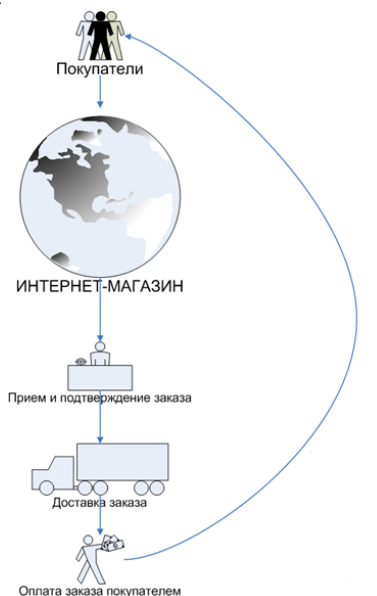 Покупатели
ИНТЕРНЕТ-МАГАЗИН
Прием и подтверждение заказа
Доставка заказа
Оплата заказа покупателем